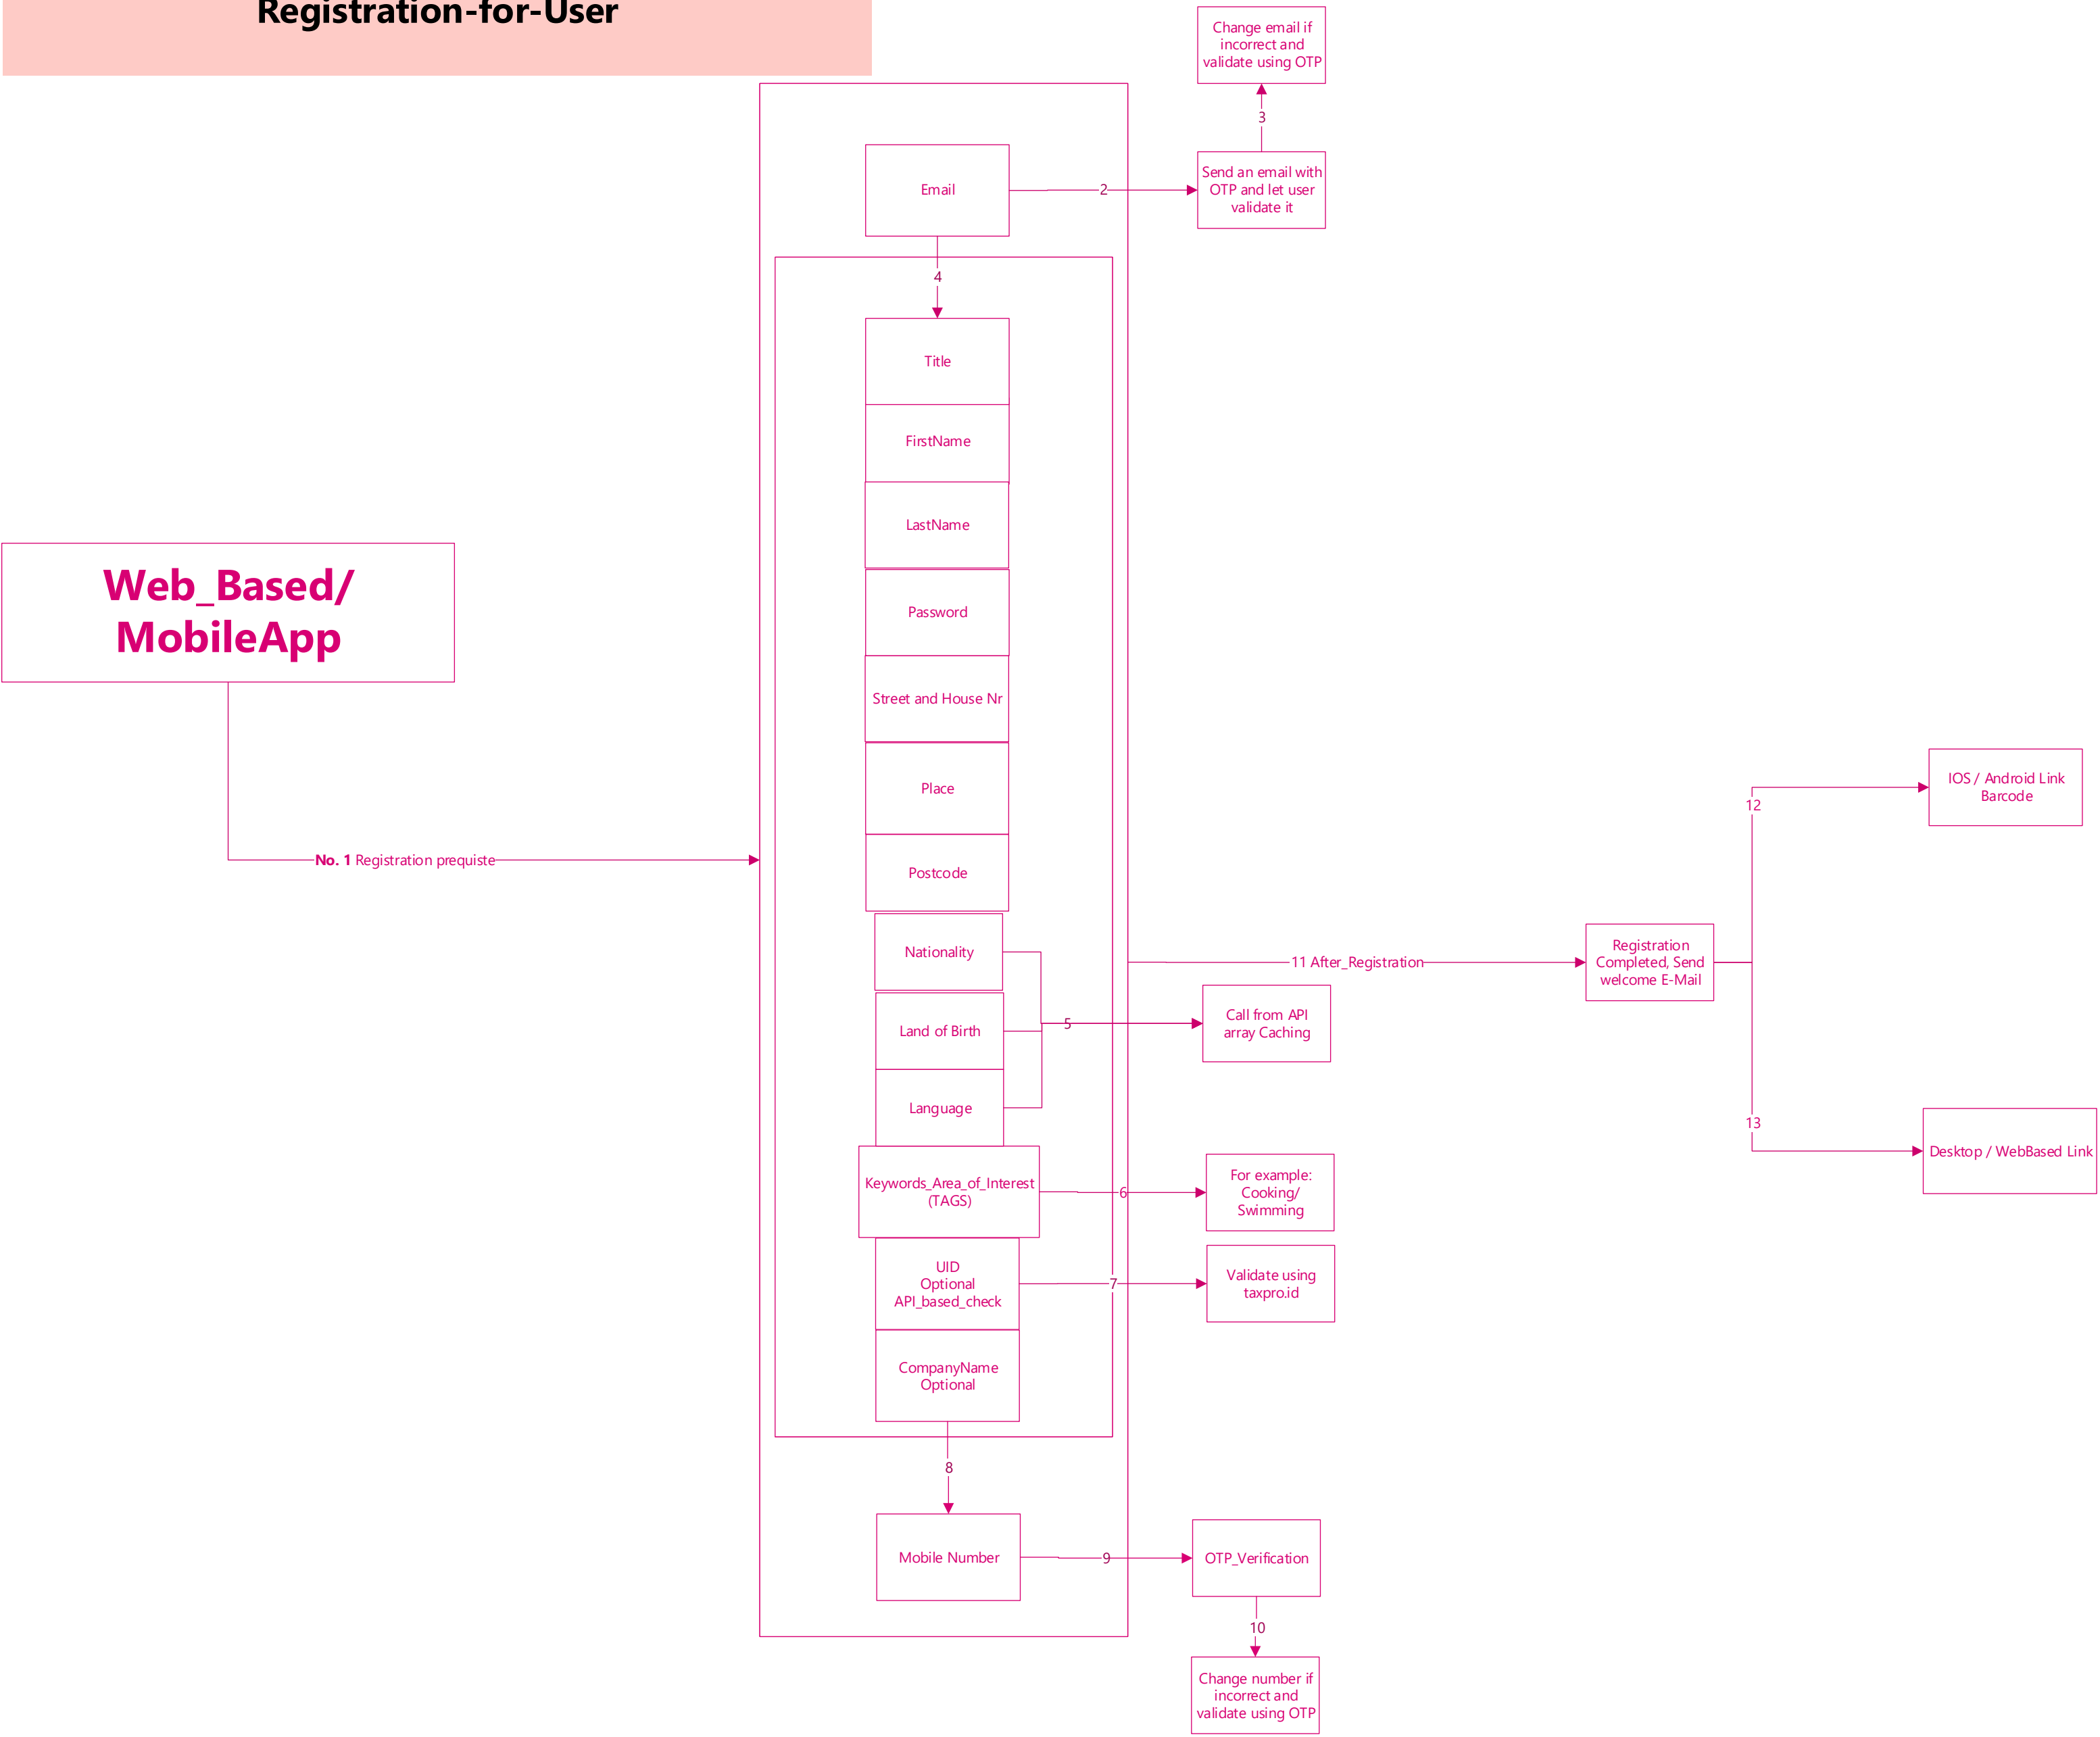 Registration-for-User
Change email if
incorrect and
validate using OTP
3
Email
2
Send an email with
OTP and let user
validate it
4
Title
FirstName
LastName
Web_Based/
MobileApp
Password
Street and House Nr
Place
IOS / Android Link
Barcode
12
No. 1 Registration prequiste
Postcode
Nationality
11 After_Registration
Registration
Completed, Send
welcome E-Mail
Land of Birth
5
Call from API
array Caching
Language
13
Desktop / WebBased Link
Keywords_Area_of_Interest
(TAGS)
6
For example:
Cooking/
Swimming
UID
Optional
API_based_check
7
Validate using
taxpro.id
CompanyName
Optional
8
Mobile Number
9
OTP_Verification
10
Change number if
incorrect and
validate using OTP